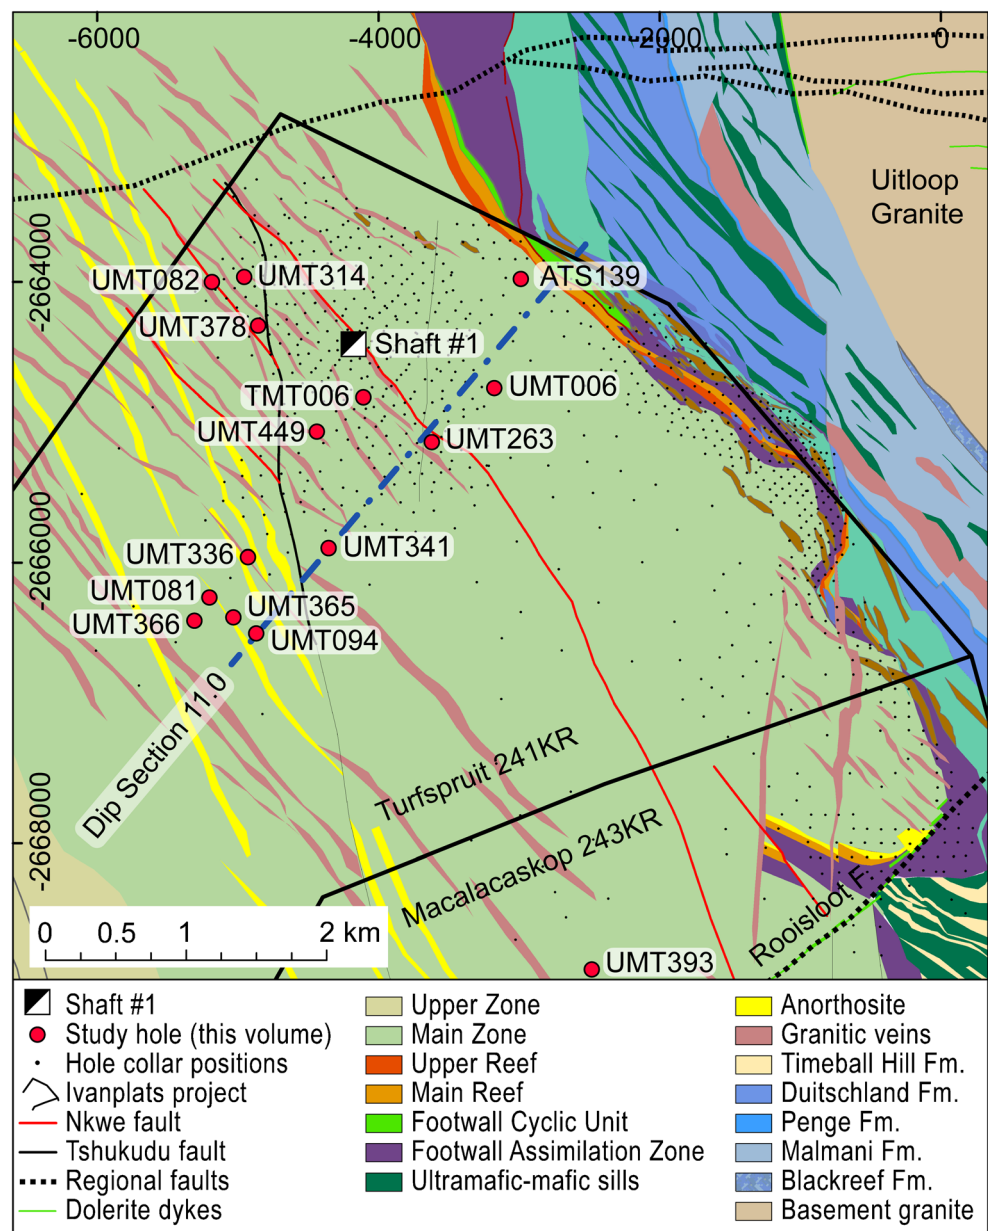 -6000
-4000
-2000
0
Uitloop
Granite
-2664000
UMT082
UMT314
ATS139
UMT378
Shaft #1
TMT006
UMT006
UMT449
UMT263
-2666000
UMT336
UMT341
UMT081
UMT365
UMT366
UMT094
Dip Section 11.0
Turfspruit 241KR
-2668000
Macalacaskop 243KR
Rooisloot F.
0 0.5 1 2 km
UMT393
Shaft #1
Study hole (this volume)
Hole collar positions
Ivanplats project
Nkwe fault
Tshukudu fault
Regional faults
Dolerite dykes
Upper Zone
Main Zone
Upper Reef
Main Reef
Footwall Cyclic Unit
Footwall Assimilation Zone
Ultramafic-mafic sills
Anorthosite
Granitic veins
Timeball Hill Fm.
Duitschland Fm.
Penge Fm.
Malmani Fm.
Blackreef Fm.
Basement granite